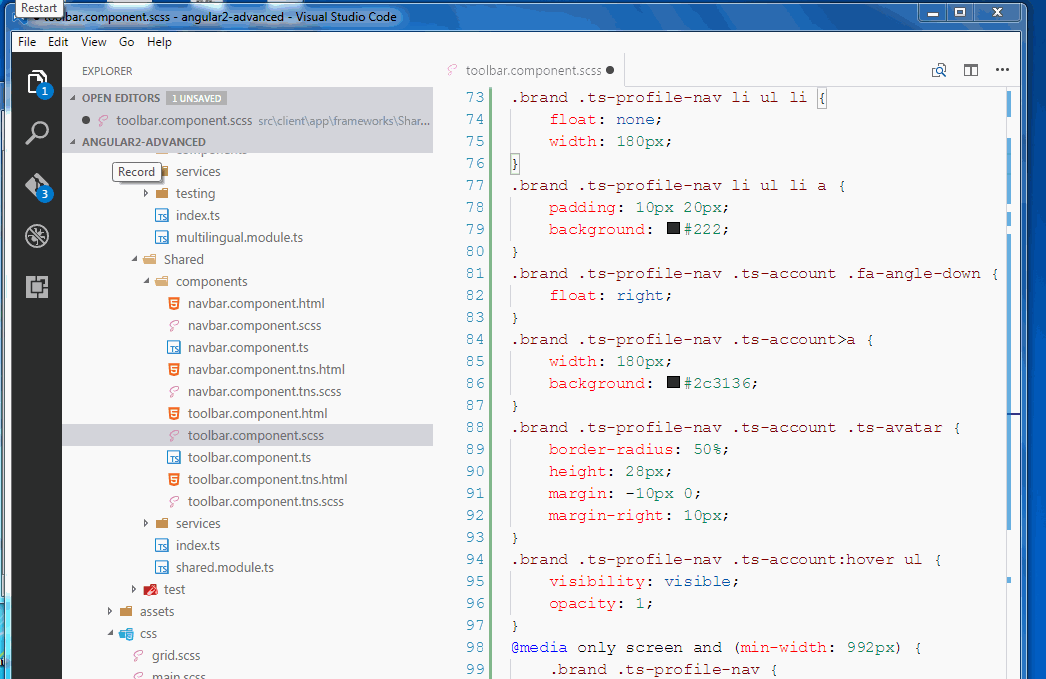 Restart
toolbar.component.scss - angular2-advanced - Visual Studio Code
File Edit View Go Help
EXPLORER
OPEN EDITORS 1 UNSAVED
toolbar.component.scss src\client\app\frameworks\Shar...
ANGULAR2-ADVANCED
components
Record
services
testing
index.ts
multilingual.module.ts
Shared
components
navbar.component.html
navbar.component.scss
navbar.component.ts
navbar.component.tns.html
navbar.component.tns.scss
toolbar.component.html
toolbar.component.scss
toolbar.component.ts
toolbar.component.tns.html
toolbar.component.tns.scss
services
index.ts
shared.module.ts
test
assets
css
grid.scss
main.scss
1
3
toolbar.component.scss
73 .brand .ts-profile-nav li ul li {
74 float: none;
75 width: 180px;
76 }
77 .brand .ts-profile-nav li ul li a {
78 padding: 10px 20px;
79 background: #222;
80 }
81 .brand .ts-profile-nav .ts-account .fa-angle-down {
82 float: right;
83 }
84 .brand .ts-profile-nav .ts-account>a {
85 width: 180px;
86 background: #2c3136;
87 }
88 .brand .ts-profile-nav .ts-account .ts-avatar {
89 border-radius: 50%;
90 height: 28px;
91 margin: -10px 0;
92 margin-right: 10px;
93 }
94 .brand .ts-profile-nav .ts-account:hover ul {
95 visibility: visible;
96 opacity: 1;
97 }
98 @media only screen and (min-width: 992px) {
99 .brand .ts-profile-nav {